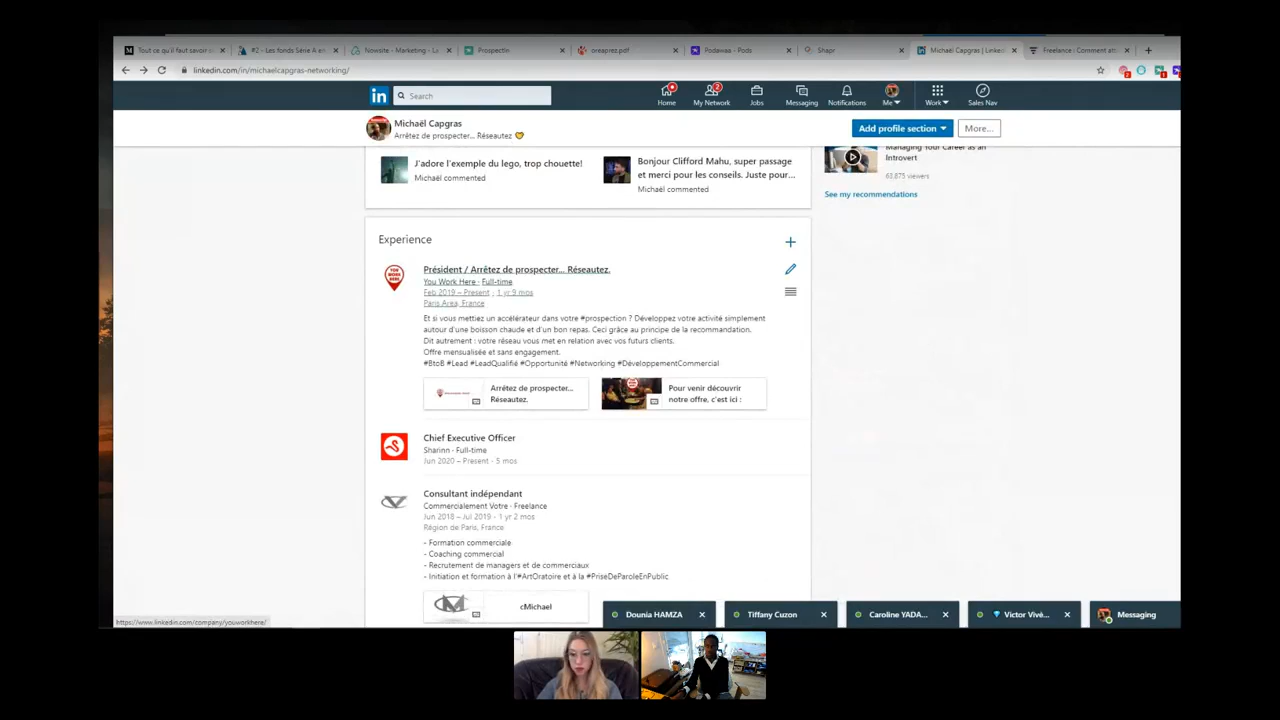 Tout ce qu'il faut savoir s
#2 - Les fonds Série A en
Nowsite - Marketing - Le
ProspectIn
oreaprez.pdf
Podawaa - Pods
Shapr
Michaël Capgras | Linked
Freelance : Comment att
linkedin.com/in/michaelcapgras-networking/
in
Search
Home
My Network
Jobs
Messaging
Notifications
Me
Work
Sales Nav
Michaël Capgras
Arrêtez de prospecter... Réseautez
Add profile section
More...
J'adore l'exemple du lego, trop chouette!
Michaël commented
Bonjour Clifford Mahu, super passage
et merci pour les conseils. Juste pour...
Michaël commented
Managing Your Career as an
Introvert
63,875 viewers
See my recommendations
Experience
YOU WORK HERE
Président / Arrêtez de prospecter... Réseautez.
You Work Here · Full-time
Feb 2019 – Present · 1 yr 9 mos
Paris Area, France
Et si vous mettiez un accélérateur dans votre #prospection ? Développez votre activité simplement
autour d'une boisson chaude et d'un bon repas. Ceci grâce au principe de la recommandation.
Dit autrement : votre réseau vous met en relation avec vos futurs clients.
Offre mensualisée et sans engagement.
#BtoB #Lead #LeadQualifié #Opportunité #Networking #DéveloppementCommercial
Arrêtez de prospecter...
Réseautez.
Pour venir découvrir
notre offre, c'est ici :
Chief Executive Officer
Sharinn · Full-time
Jun 2020 – Present · 5 mos
Consultant indépendant
Commercialement Votre · Freelance
Jun 2018 – Jul 2019 · 1 yr 2 mos
Région de Paris, France
- Formation commerciale
- Coaching commercial
- Recrutement de managers et de commerciaux
- Initiation et formation à l'#ArtOratoire et à la #PriseDeParoleEnPublic
cMichael
Dounia HAMZA
Tiffany Cuzon
Caroline YADA...
Victor Vivè...
Messaging
https://www.linkedin.com/company/youworkhere/